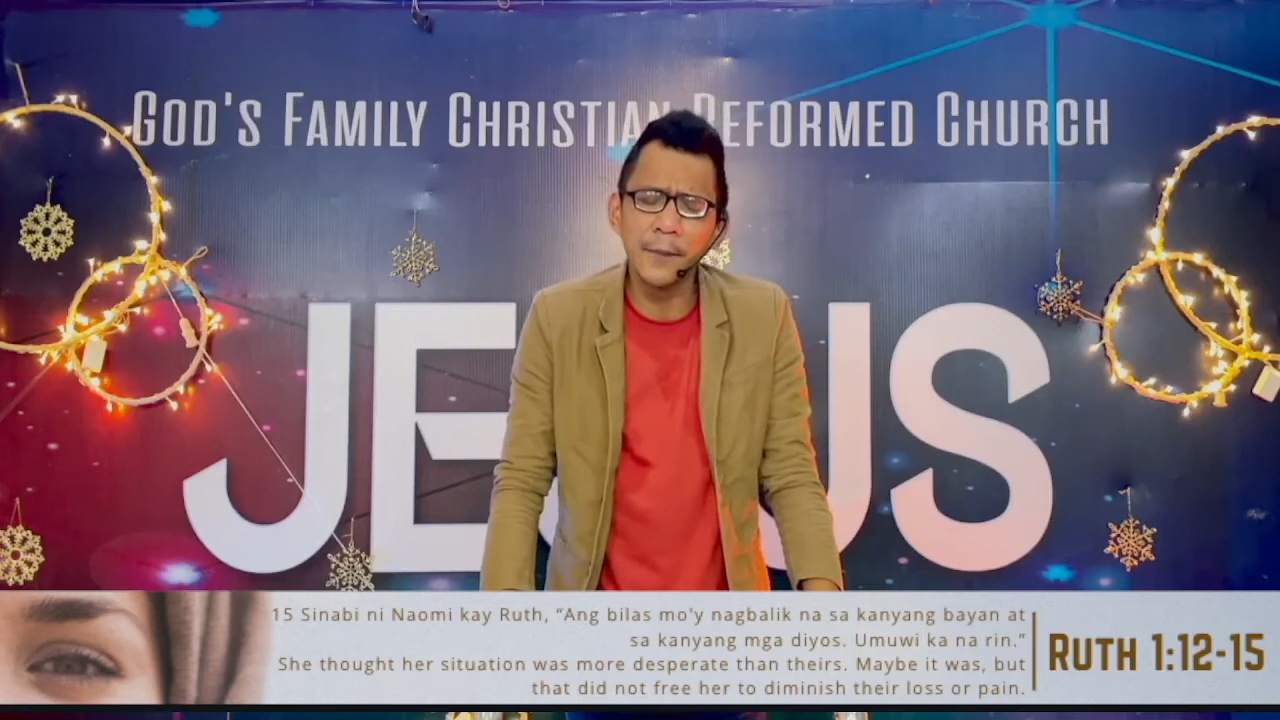 God's Family Christian Reformed Church
JESUS
15 Sinabi ni Naomi kay Ruth, “Ang bilas mo'y nagbalik na sa kanyang bayan at
sa kanyang mga diyos. Umuwi ka na rin.”
She thought her situation was more desperate than theirs. Maybe it was, but
that did not free her to diminish their loss or pain.
Ruth 1:12-15